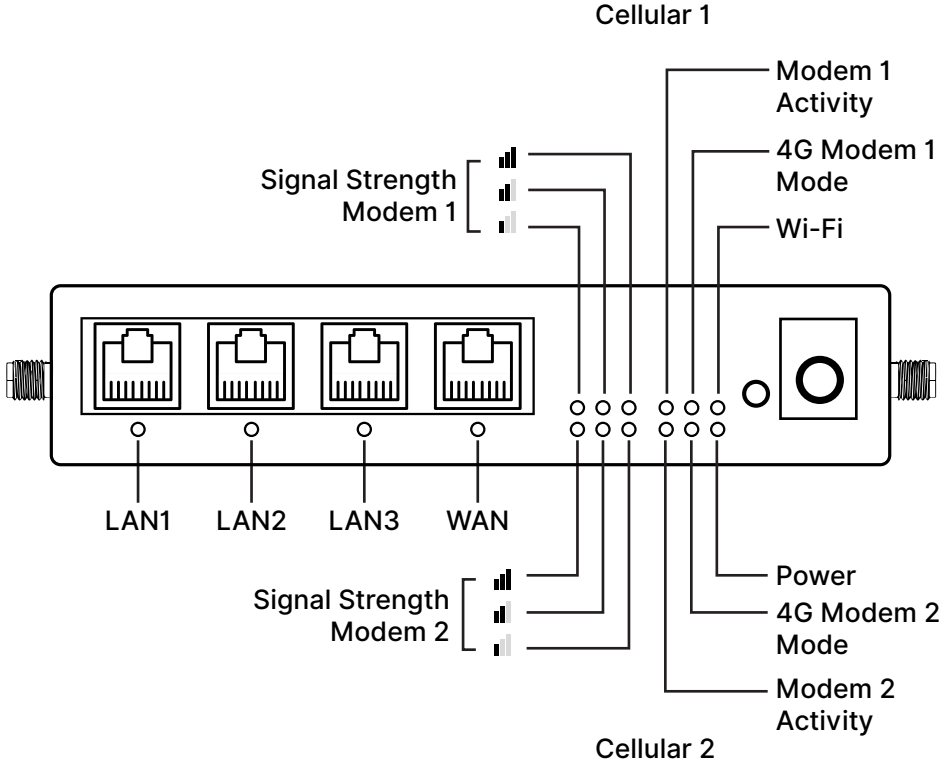 Cellular 1
Modem 1
Activity
4G Modem 1
Mode
Wi-Fi
Signal Strength
Modem 1
LAN1
LAN2
LAN3
WAN
Signal Strength
Modem 2
Power
4G Modem 2
Mode
Modem 2
Activity
Cellular 2